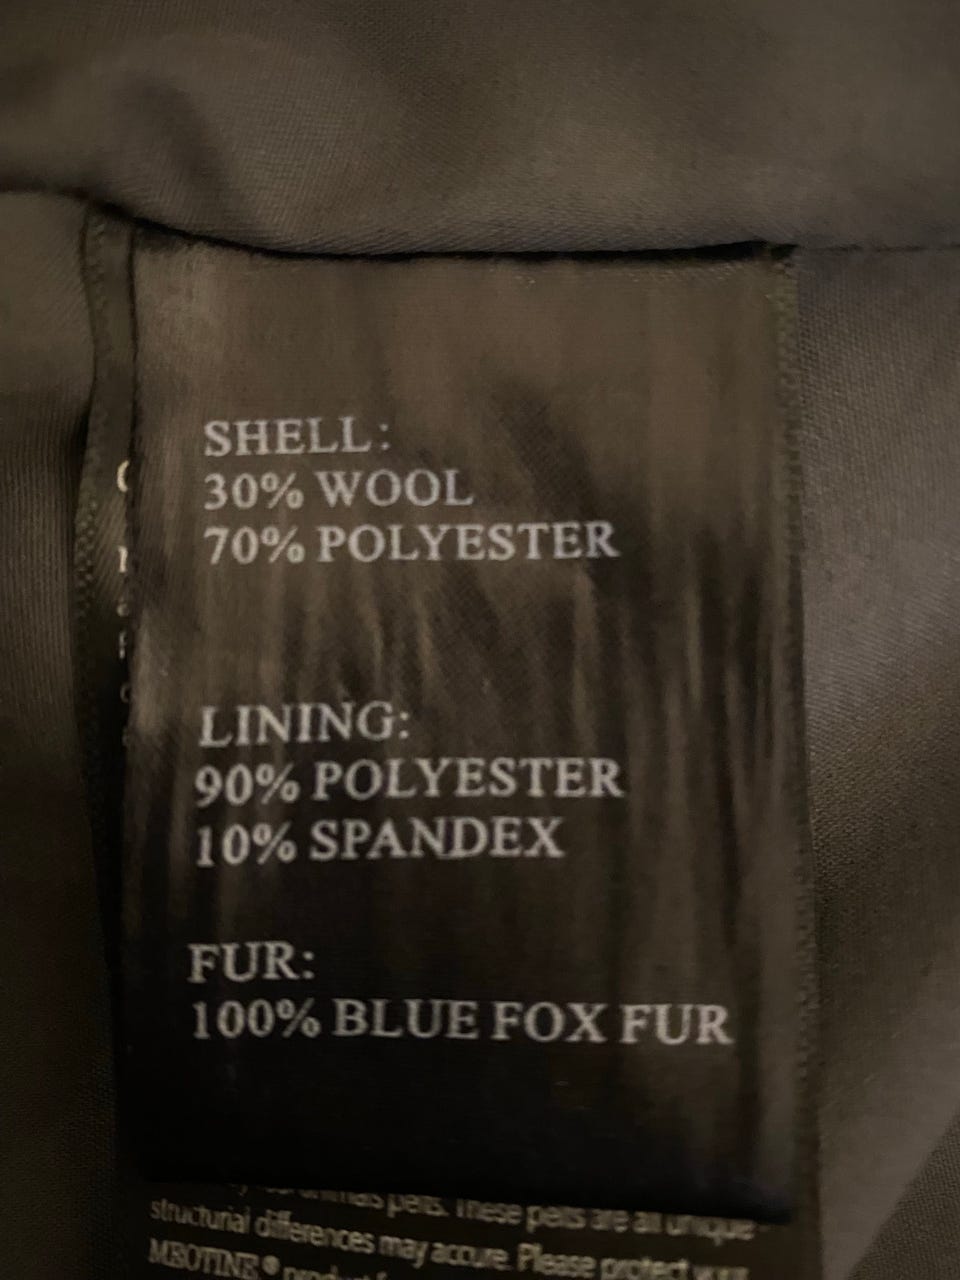 SHELL:
30% WOOL
70% POLYESTER
LINING:
90% POLYESTER
10% SPANDEX
FUR:
100% BLUE FOX FUR
pelts. These pelts are all unique
structurial differences may accure. Please protect your
MEOTINE.®